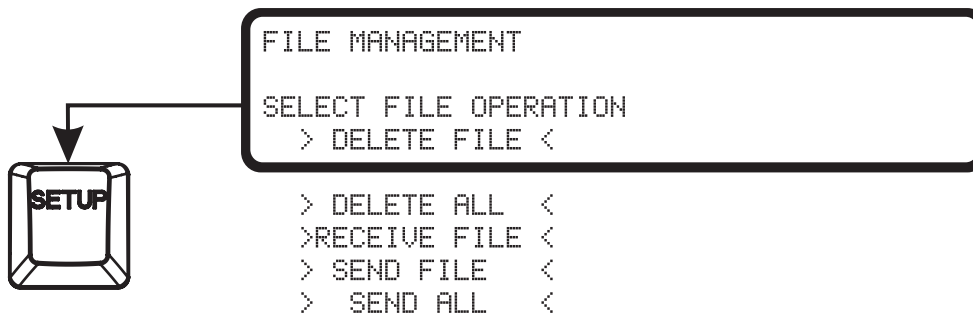 FILE MANAGEMENT
SELECT FILE OPERATION
> DELETE FILE <
SETUP
> DELETE ALL <
>RECEIVE FILE <
> SEND FILE <
> SEND ALL <